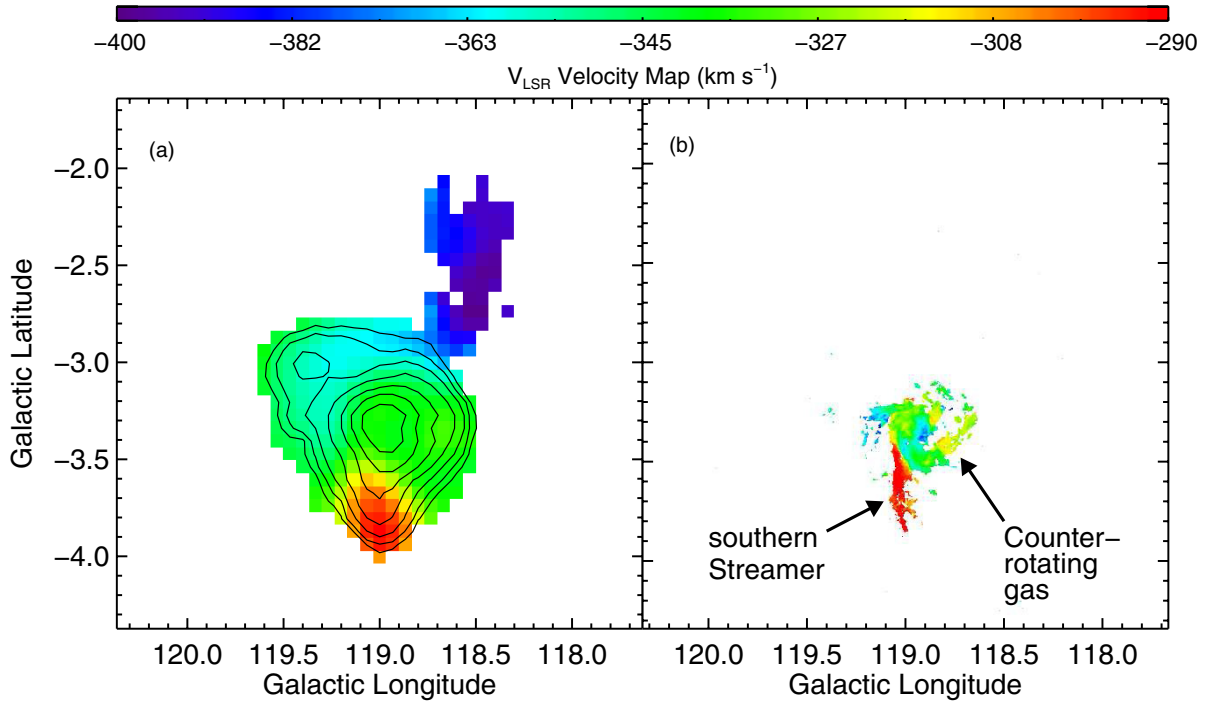 −400 −382 −363 −345 −327 −308 −290
V_LSR Velocity Map (km s⁻¹)
(a) (b)
−2.0
−2.5
−3.0
−3.5
−4.0
Galactic Latitude
southern
Streamer
Counter−
rotating
gas
120.0 119.5 119.0 118.5 118.0 120.0 119.5 119.0 118.5 118.0
Galactic Longitude Galactic Longitude